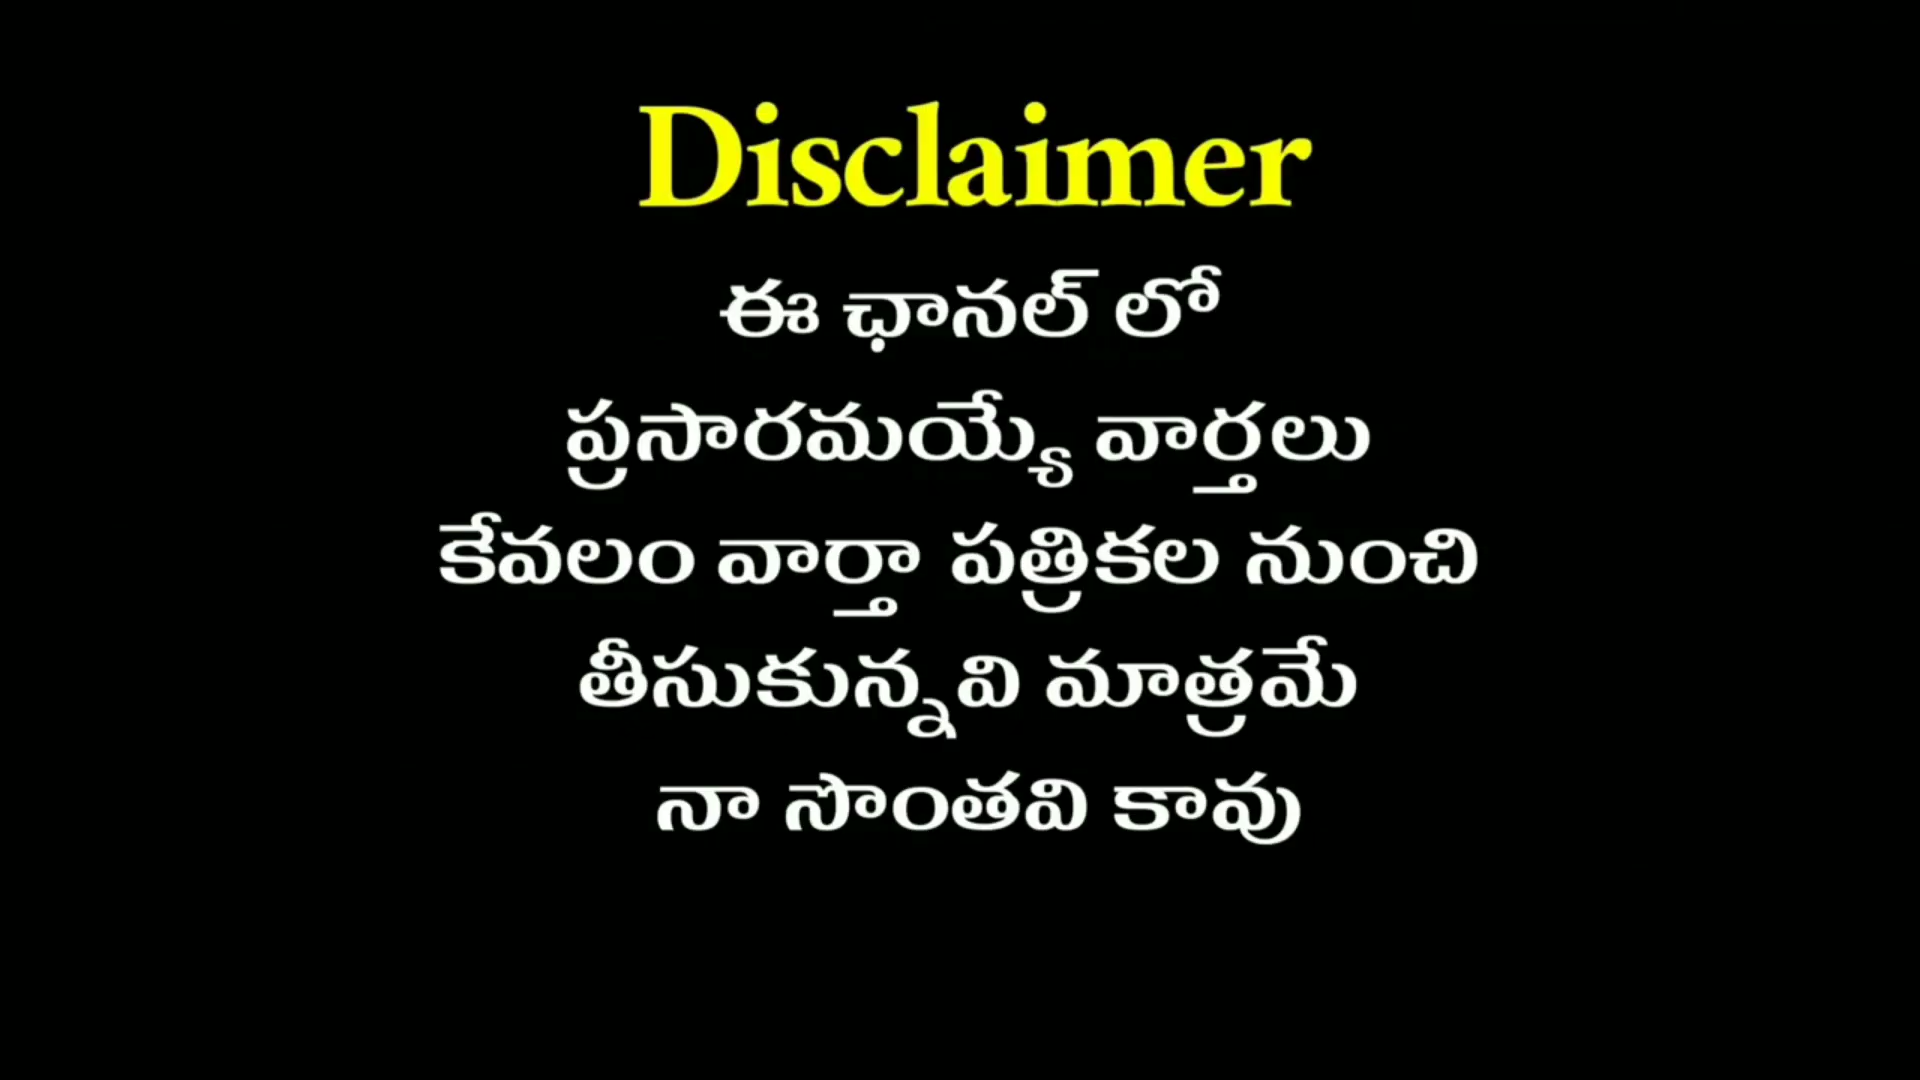 Disclaimer
ఈ ఛానల్ లో
ప్రసారమయ్యే వార్తలు
కేవలం వార్తా పత్రికల నుంచి
తీసుకున్నవి మాత్రమే
నా సొంతవి కావు